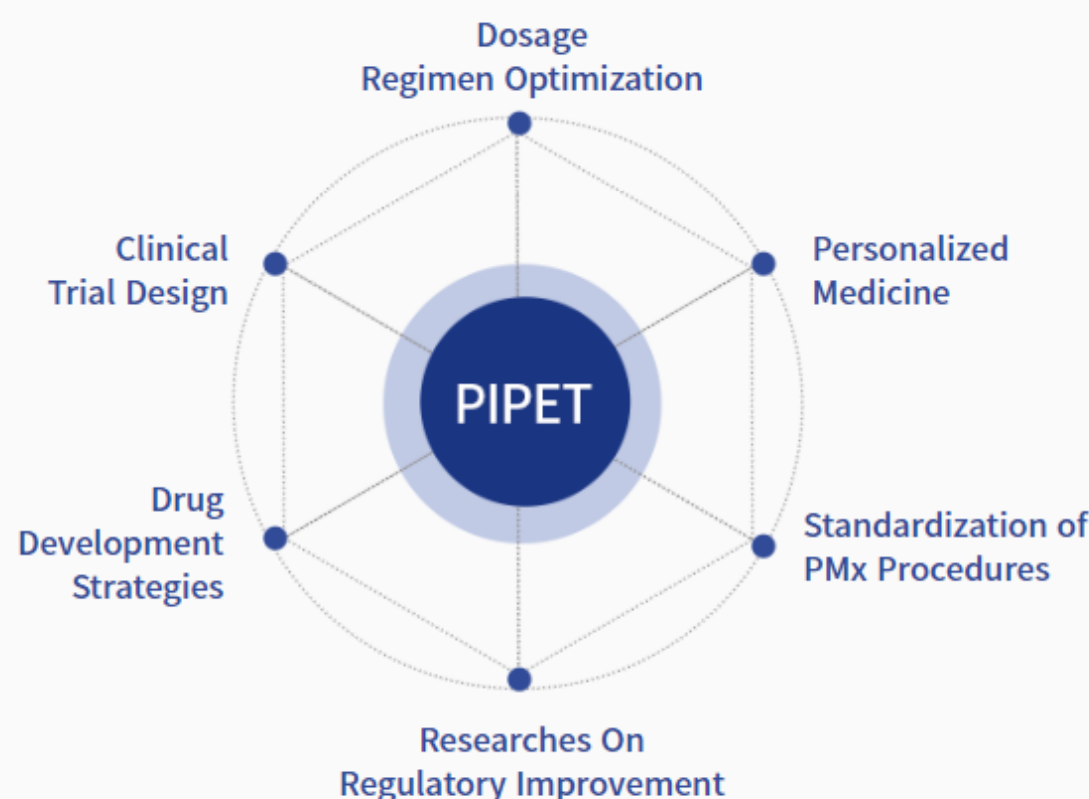 Dosage
Regimen Optimization
Clinical
Trial Design
Personalized
Medicine
PIPET
Drug
Development
Strategies
Standardization of
PMx Procedures
Researches On
Regulatory Improvement